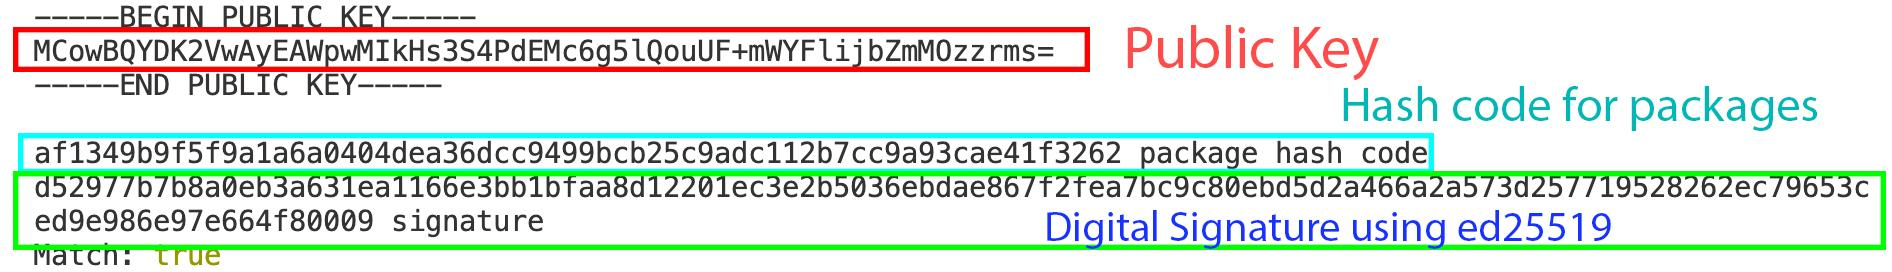 -----BEGIN PUBLIC KEY-----
MCowBQYDK2VwAyEAWpwMIkHs3S4PdEMc6g5lQouUF+mWYFlijbZmMOzzrms=
Public Key
-----END PUBLIC KEY-----
Hash code for packages
af1349b9f5f9a1a6a0404dea36dcc9499bcb25c9adc112b7cc9a93cae41f3262 package hash code
d52977b7b8a0eb3a631ea1166e3bb1bfaa8d12201ec3e2b5036ebdae867f2fea7bc9c80ebd5d2a466a2a573d257719528262ec79653c
ed9e986e97e664f80009 signature
Digital Signature using ed25519
Match: true